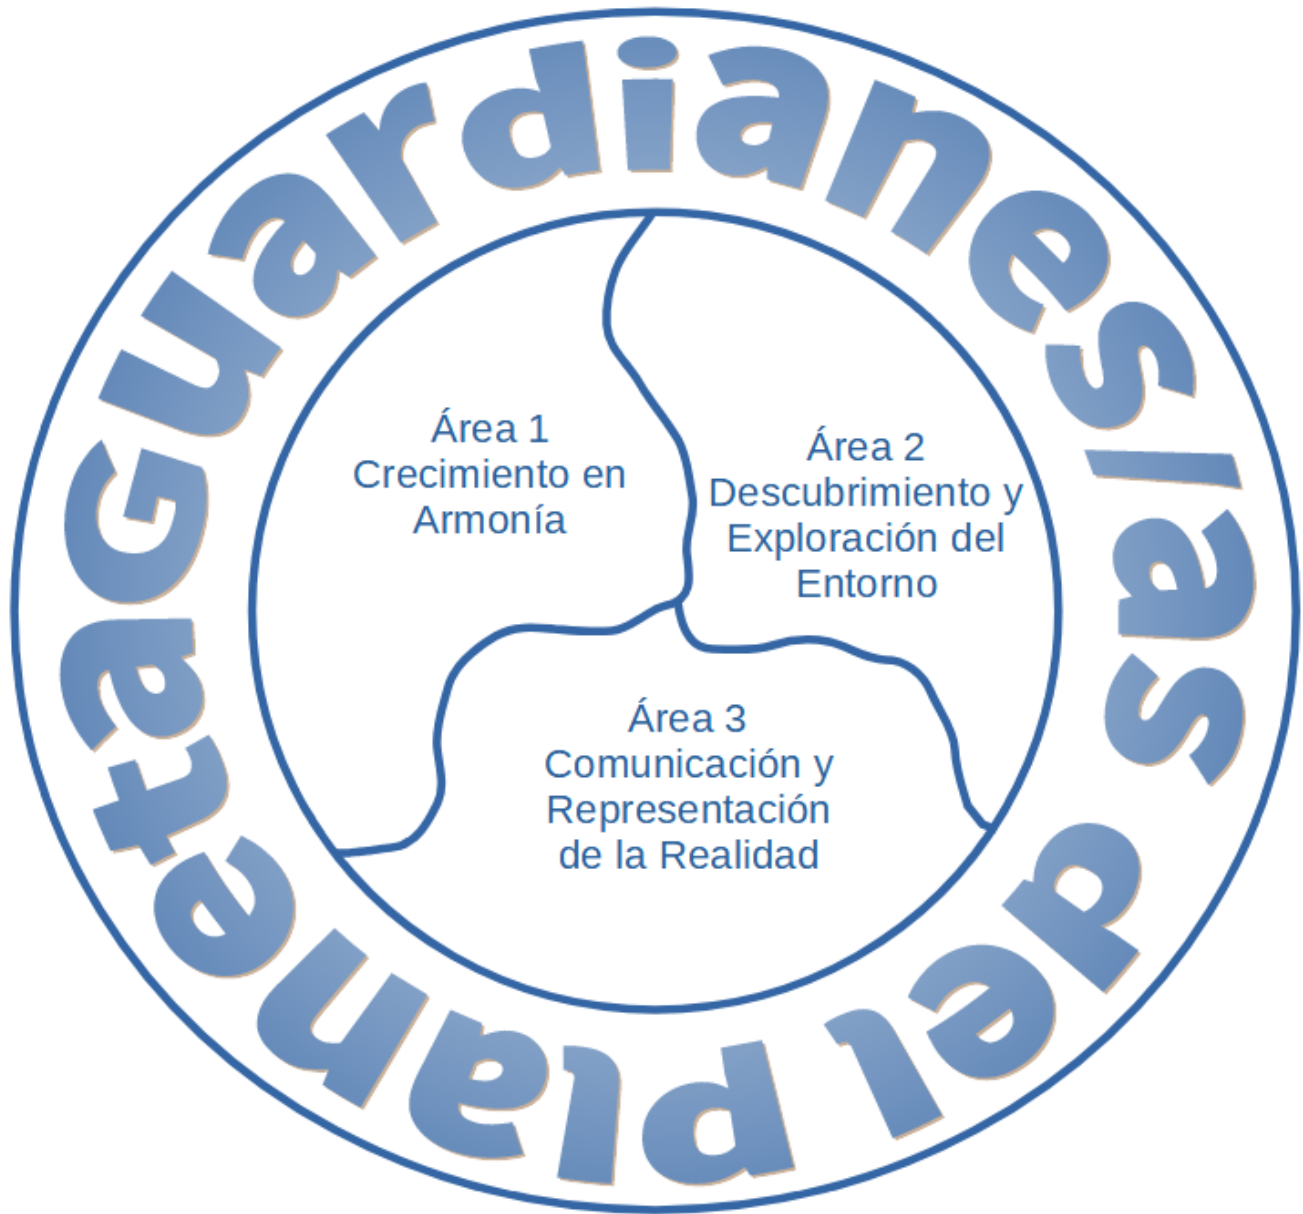 Guardianes/as del planeta
Área 1
Crecimiento en
Armonía
Área 2
Descubrimiento y
Exploración del
Entorno
Área 3
Comunicación y
Representación
de la Realidad